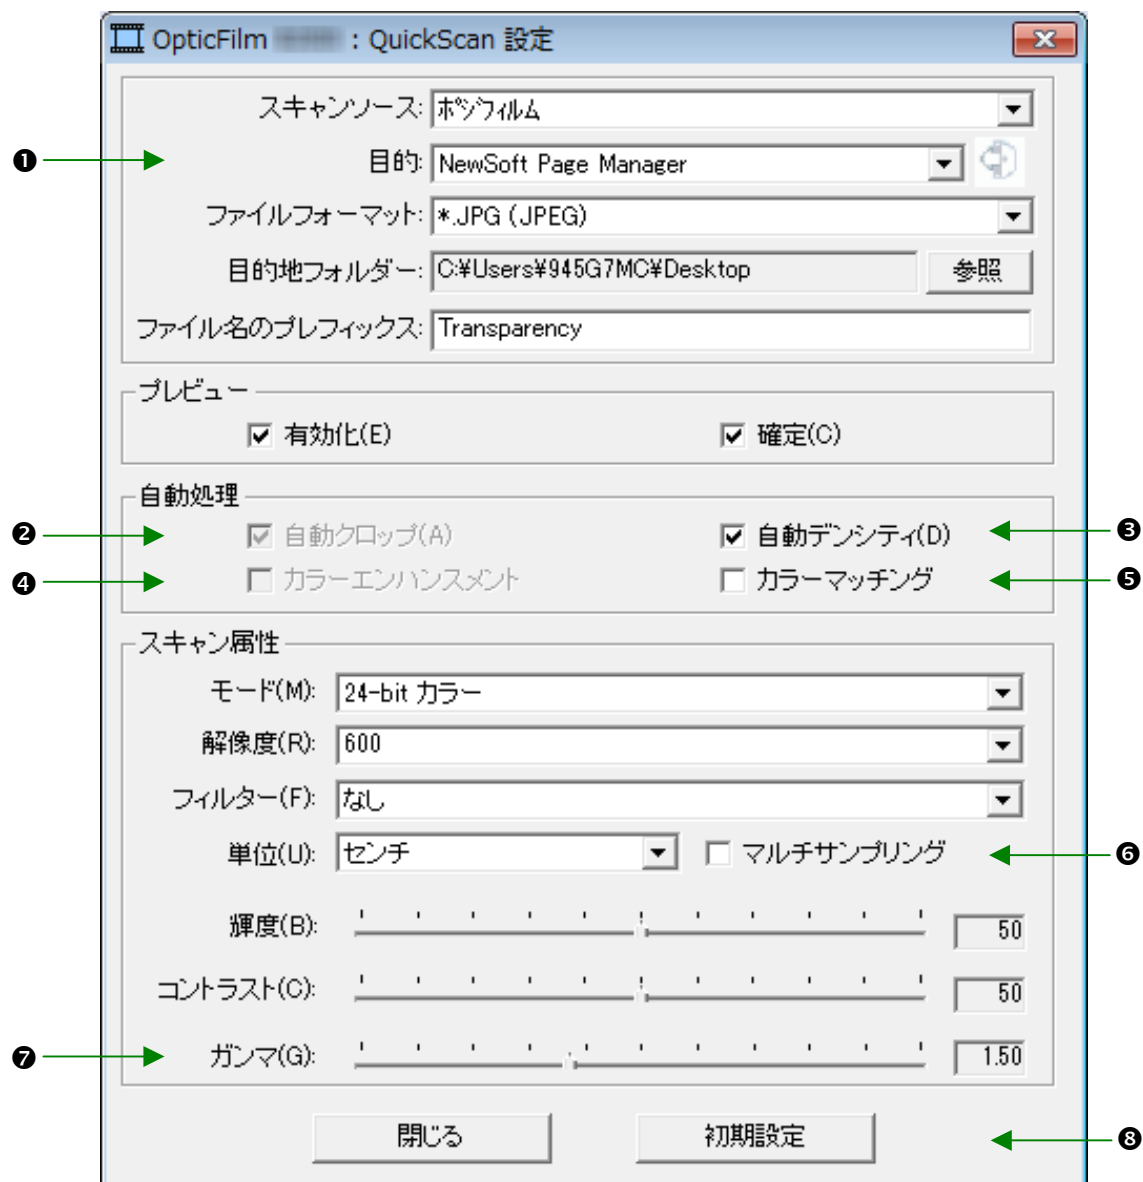 OpticFilm : QuickScan 設定
スキャンソース: ポジフィルム
❶ 目的: NewSoft Page Manager
ファイルフォーマット: *.JPG (JPEG)
目的地フォルダー: C:¥Users¥945G7MC¥Desktop 参照
ファイル名のプレフィックス: Transparency
プレビュー
有効化(E) 確定(C)
自動処理
❷ 自動クロップ(A) 自動デンシティ(D) ❸
❹ カラーエンハンスメント カラーマッチング ❺
スキャン属性
モード(M): 24-bit カラー
解像度(R): 600
フィルター(F): なし
単位(U): センチ マルチサンプリング ❻
輝度(B): 50
コントラスト(C): 50
❼ ガンマ(G): 1.50
閉じる 初期設定 ❽